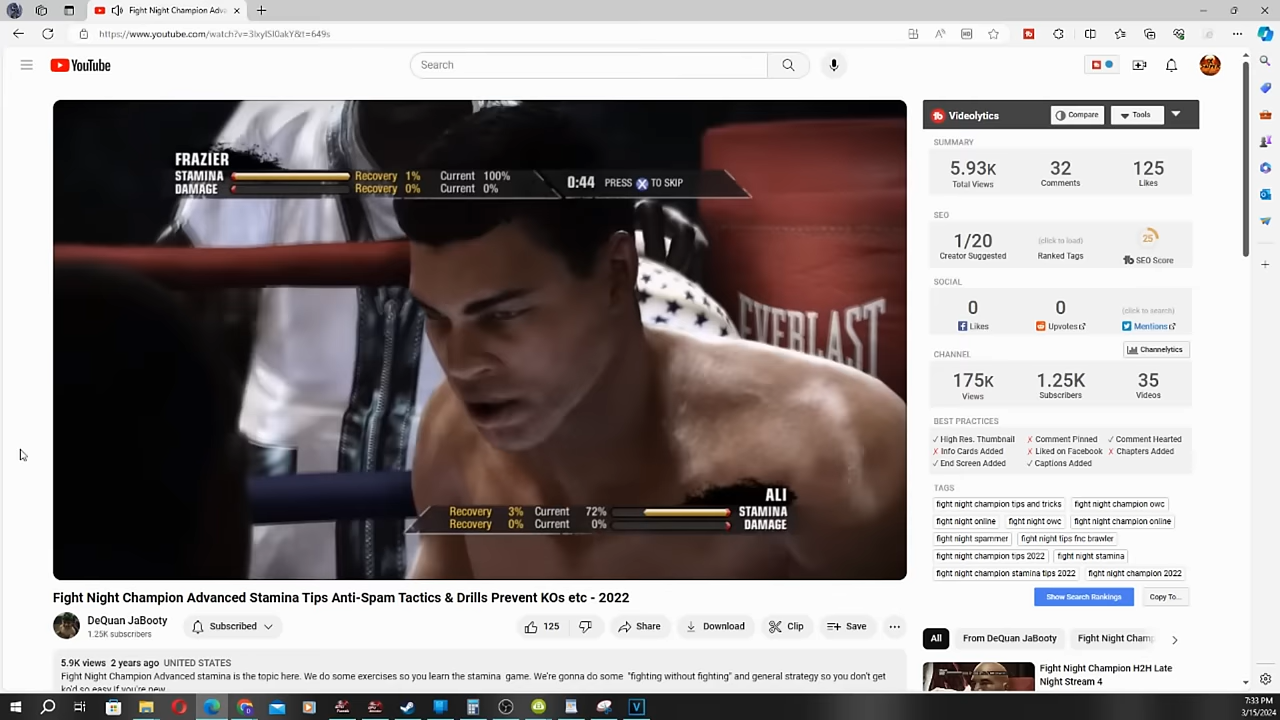 Fight Night Champion Adv
https://www.youtube.com/watch?v=3lxylSI0akY&t=649s
YouTube
Search
FRAZIER
STAMINA Recovery 1% Current 100%
DAMAGE Recovery 0% Current 0%
0:44 PRESS X TO SKIP
EVERLAST
ALI
Recovery 3% Current 72% STAMINA
Recovery 0% Current 0% DAMAGE
Fight Night Champion Advanced Stamina Tips Anti-Spam Tactics & Drills Prevent KOs etc - 2022
DeQuan JaBooty
1.25K subscribers
Subscribed
125
Share
Download
Clip
Save
5.9K views 2 years ago UNITED STATES
Fight Night Champion Advanced stamina is the topic here. We do some exercises so you learn the stamina game. We're gonna do some "fighting without fighting" and general strategy so you don't get
ko'd so easy if you're new
Videolytics Compare Tools
SUMMARY
5.93K 32 125
Total Views Comments Likes
SEO
1/20 (click to load) 25
Creator Suggested Ranked Tags SEO Score
SOCIAL
0 0 (click to search)
Likes Upvotes Mentions
Channelytics
CHANNEL
175K 1.25K 35
Views Subscribers Videos
BEST PRACTICES
✓ High Res. Thumbnail ✗ Comment Pinned ✓ Comment Hearted
✗ Info Cards Added ✗ Liked on Facebook ✗ Chapters Added
✓ End Screen Added ✓ Captions Added
TAGS
fight night champion tips and tricks fight night champion owc
fight night online fight night owc fight night champion online
fight night spammer fight night tips fnc brawler
fight night champion tips 2022 fight night stamina
fight night champion stamina tips 2022 fight night champion 2022
Show Search Rankings Copy To...
All From DeQuan JaBooty Fight Night Champ
Fight Night Champion H2H Late
Night Stream 4
7:33 PM
3/15/2024